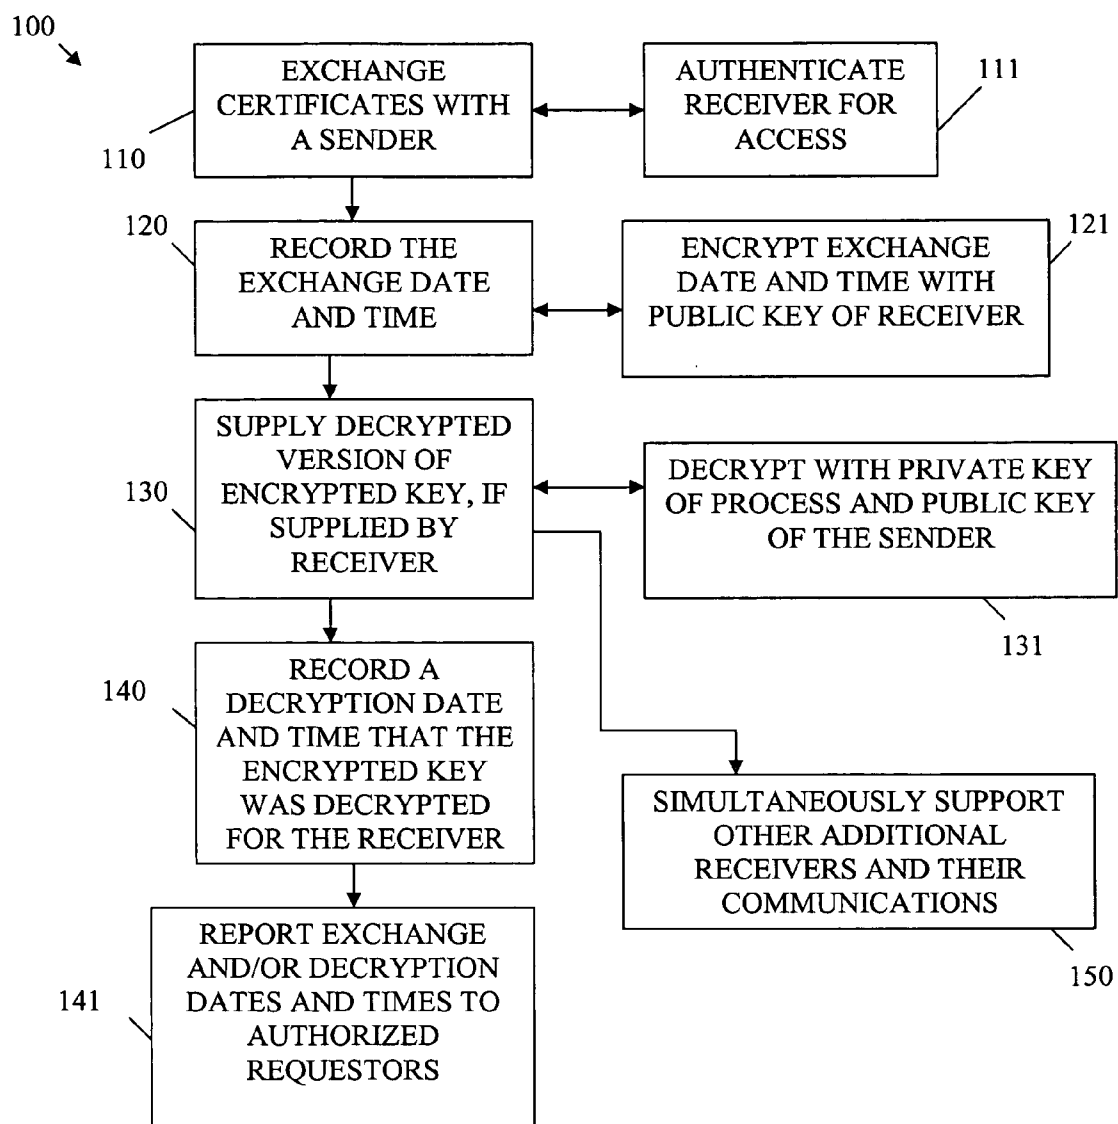 100
EXCHANGE
CERTIFICATES WITH
A SENDER
110
AUTHENTICATE
RECEIVER FOR
ACCESS
111
120
RECORD THE
EXCHANGE DATE
AND TIME
ENCRYPT EXCHANGE
DATE AND TIME WITH
PUBLIC KEY OF RECEIVER
121
SUPPLY DECRYPTED
VERSION OF
ENCRYPTED KEY, IF
SUPPLIED BY
RECEIVER
130
DECRYPT WITH PRIVATE KEY
OF PROCESS AND PUBLIC KEY
OF THE SENDER
131
140
RECORD A
DECRYPTION DATE
AND TIME THAT THE
ENCRYPTED KEY
WAS DECRYPTED
FOR THE RECEIVER
SIMULTANEOUSLY SUPPORT
OTHER ADDITIONAL
RECEIVERS AND THEIR
COMMUNICATIONS
150
141
REPORT EXCHANGE
AND/OR DECRYPTION
DATES AND TIMES TO
AUTHORIZED
REQUESTORS